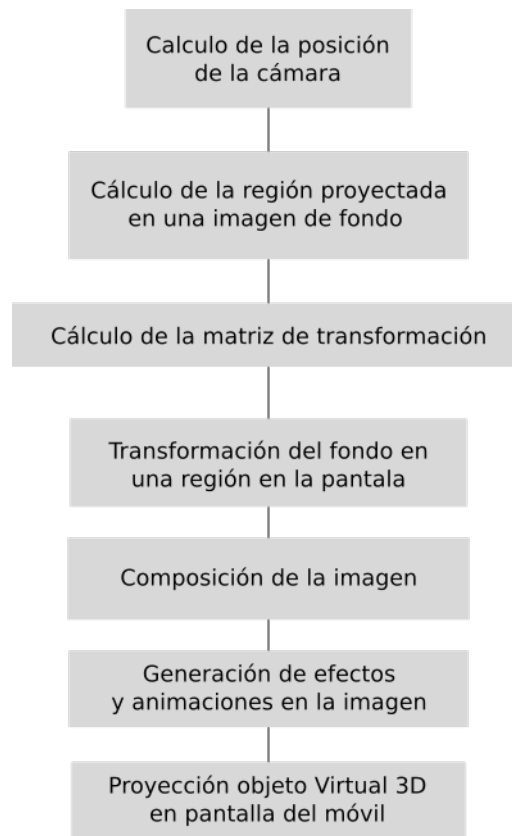 Calculo de la posición
de la cámara
Cálculo de la región proyectada
en una imagen de fondo
Cálculo de la matriz de transformación
Transformación del fondo en
una región en la pantala
Composición de la imagen
Generación de efectos
y animaciones en la imagen
Proyección objeto Virtual 3D
en pantalla del móvil